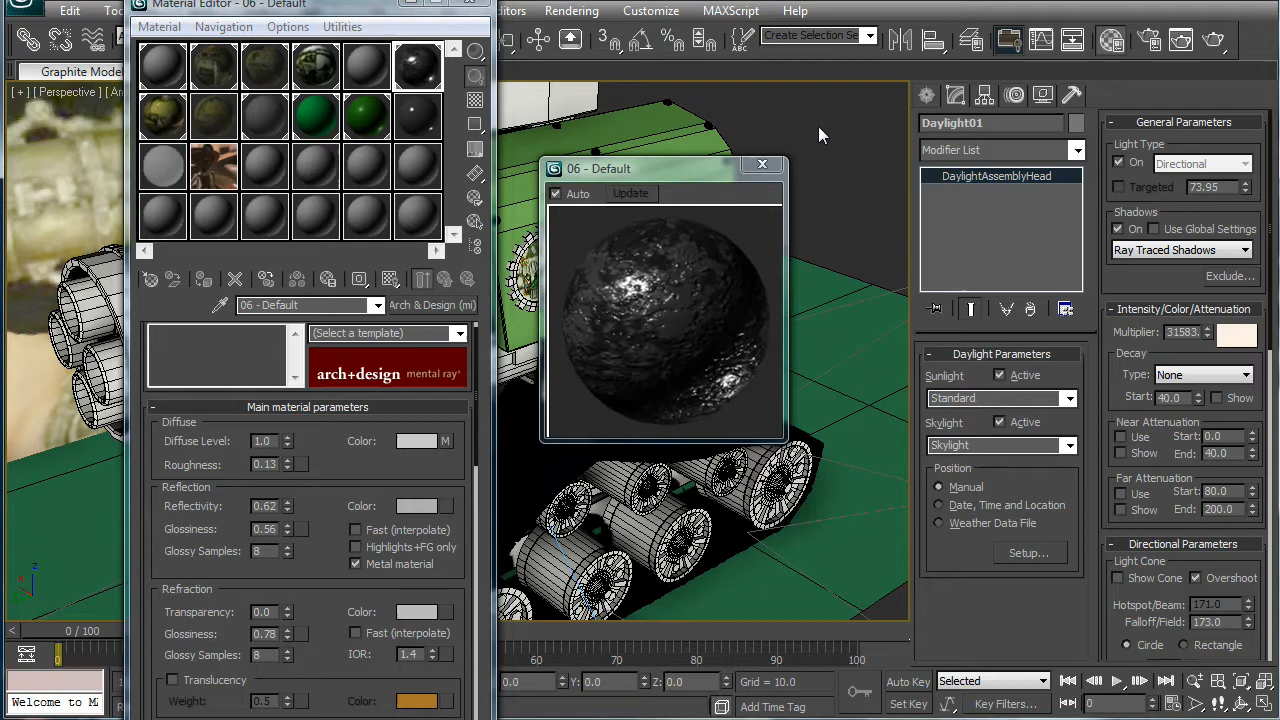 Material Editor - 06 - Default
Edit
Rendering
Customize
MAXScript
Help
Material
Navigation
Options
Utilities
Create Selection Se
Graphite Mode
[ + ] [ Perspective ]
06 - Default
Auto
Update
06 - Default
Arch & Design (mi)
(Select a template)
arch+design mental ray
Main material parameters
Diffuse
Diffuse Level: 1.0
Color: M
Roughness: 0.13
Reflection
Reflectivity: 0.62
Color:
Glossiness: 0.56
Fast (interpolate)
Highlights+FG only
Glossy Samples: 8
Metal material
Refraction
Transparency: 0.0
Color:
Glossiness: 0.78
Fast (interpolate)
Glossy Samples: 8
IOR: 1.4
Translucency
Weight: 0.5
Color:
Daylight01
Modifier List
DaylightAssemblyHead
Daylight Parameters
Sunlight Active
Standard
Skylight Active
Skylight
Position
Manual
Date, Time and Location
Weather Data File
Setup...
General Parameters
Light Type
On Directional
Targeted 73.95
Shadows
On Use Global Settings
Ray Traced Shadows
Exclude...
Intensity/Color/Attenuation
Multiplier: 31583.
Decay
Type: None
Start: 40.0 Show
Near Attenuation
Use Start: 0.0
Show End: 40.0
Far Attenuation
Use Start: 80.0
Show End: 200.0
Directional Parameters
Light Cone
Show Cone Overshoot
Hotspot/Beam: 171.0
Falloff/Field: 173.0
Circle Rectangle
0 / 100
0
60 70 80 90 100
Welcome to M
0.0 Y: 0.0 Z: 0.0 Grid = 10.0
Add Time Tag
Auto Key Selected
Set Key Key Filters...
0